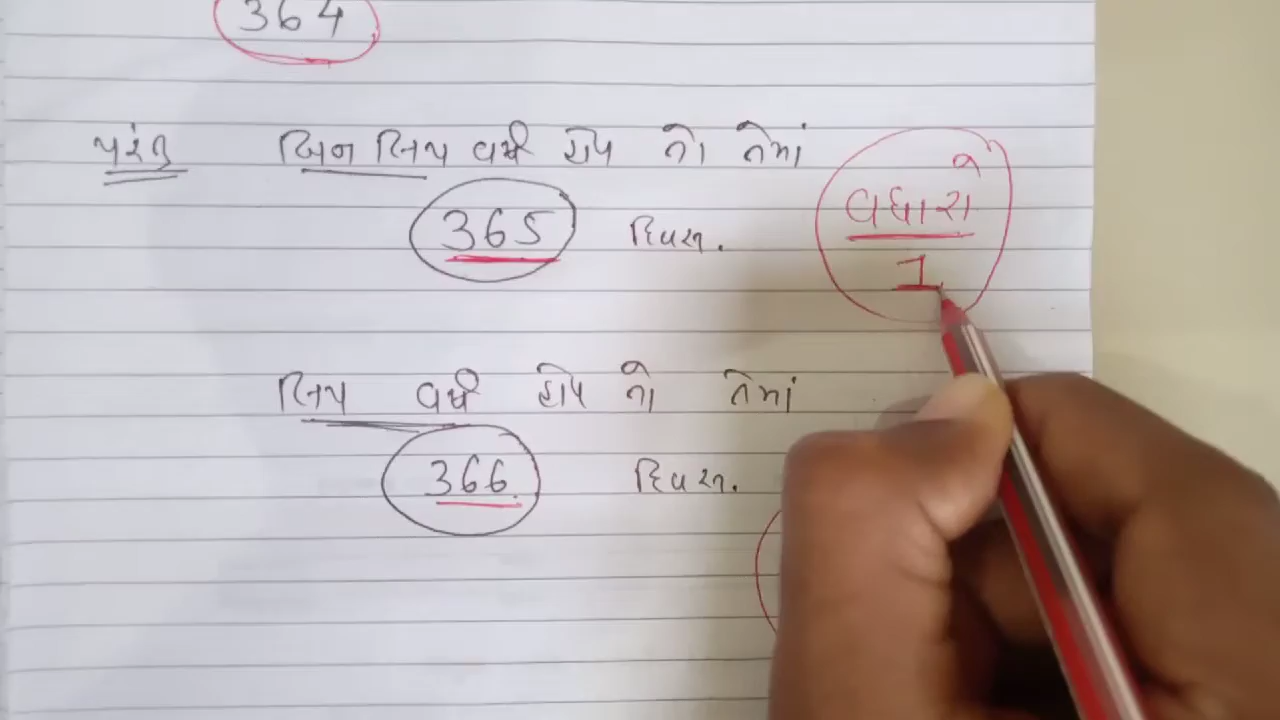 364
પરંતુ બિન લિપ વર્ષ હોય તો તેમાં
365 દિવસ.
વધારો
1
લિપ વર્ષ હોય તો તેમાં
366 દિવસ.